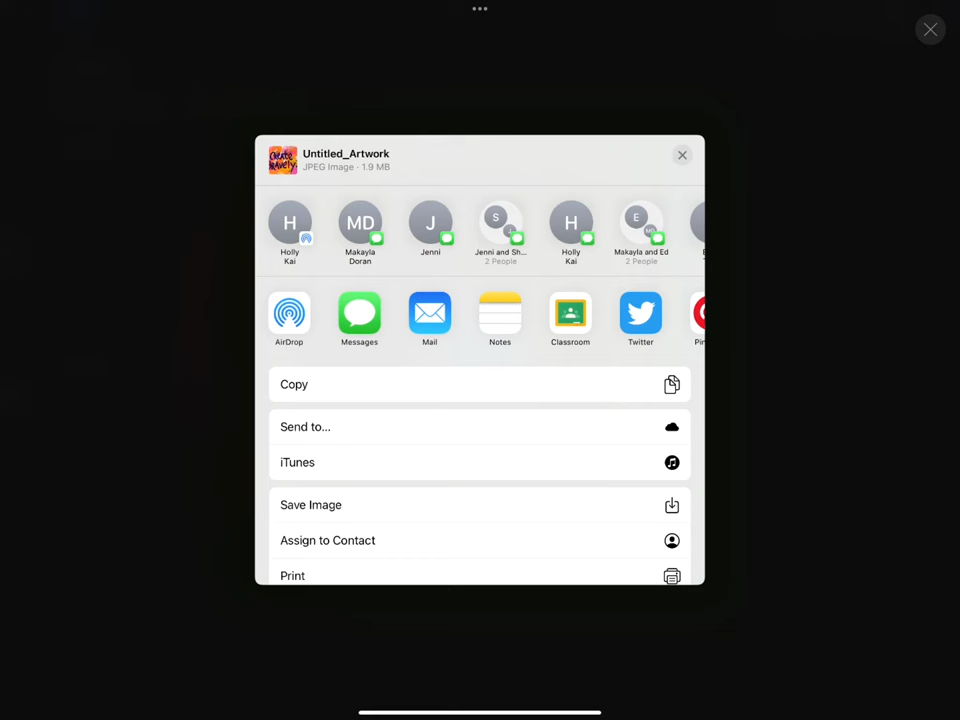 Create
Bravely.
Untitled_Artwork
JPEG Image · 1.9 MB
H
MD
J
S
J
H
E
MD
Holly
Kai
Makayla
Doran
Jenni
Jenni and Sh...
2 People
Holly
Kai
Makayla and Ed
2 People
AirDrop
Messages
Mail
Notes
Classroom
Twitter
Copy
Send to...
iTunes
Save Image
Assign to Contact
Print